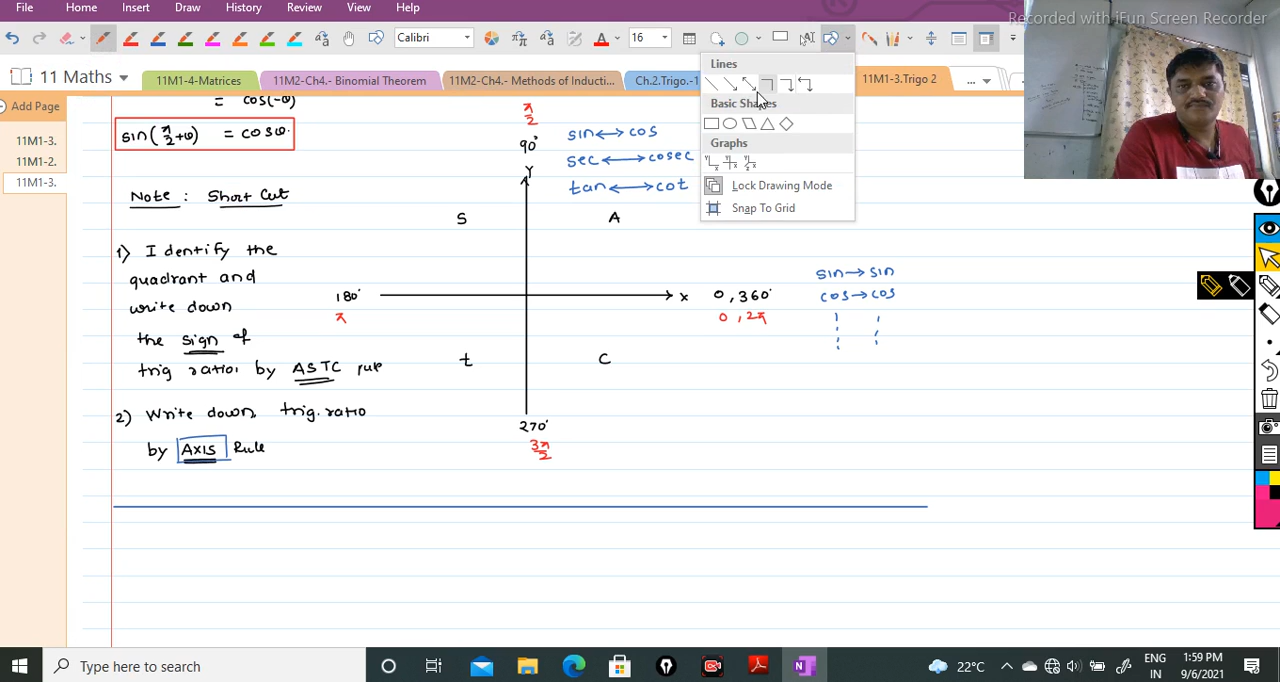 File Home Insert Draw History Review View Help
Recorded with iFun Screen Recorder
Calibri 16
11 Maths 11M1-4-Matrices 11M2-Ch4.- Binomial Theorem 11M2-Ch4. - Methods of Inducti... Ch.2.Trigo.-1 11M1-3.Trigo 2 ...
Add Page
11M1-3.
11M1-2.
11M1-3.
Lines
Basic Shapes
Graphs
Lock Drawing Mode
Snap To Grid
= cos(-θ)
sin(π/2+θ) = cosθ.
π/2
90°
Y
sin↔cos
sec↔cosec
tan↔cot
Note : Short Cut
S A
1) Identify the
quadrant and
write down
the sign of
trig ratio, by ASTC rule
180° x 0, 360°
π 0, 2π
sin→sin
cos→cos
t C
2) Write down, trig. ratio
by AXIS Rule
270°
3π/2
Type here to search
22°C
ENG
IN
1:59 PM
9/6/2021